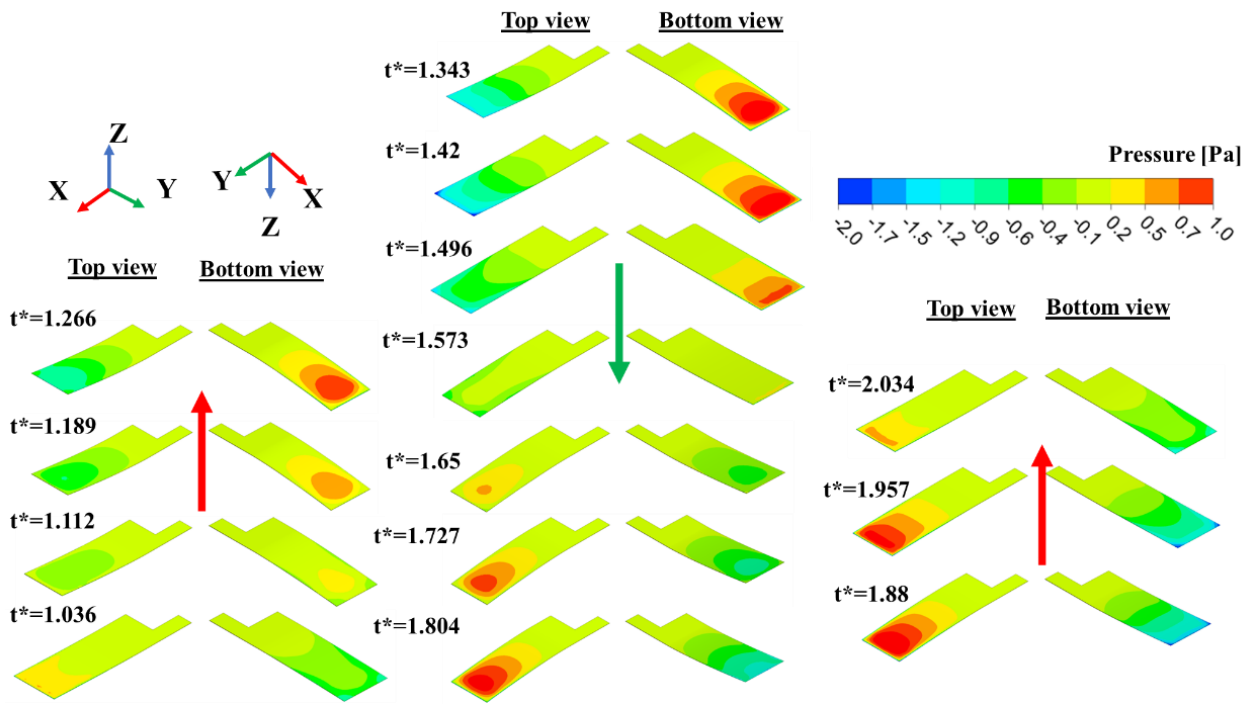 Top view Bottom view
t*=1.343
t*=1.42
t*=1.496
t*=1.573
t*=1.65
t*=1.727
t*=1.804
Z
X Y
Y X
Z
Top view Bottom view
t*=1.266
t*=1.189
t*=1.112
t*=1.036
Pressure [Pa]
-2.0 -1.7 -1.5 -1.2 -0.9 -0.6 -0.4 -0.1 0.2 0.5 0.7 1.0
Top view Bottom view
t*=2.034
t*=1.957
t*=1.88